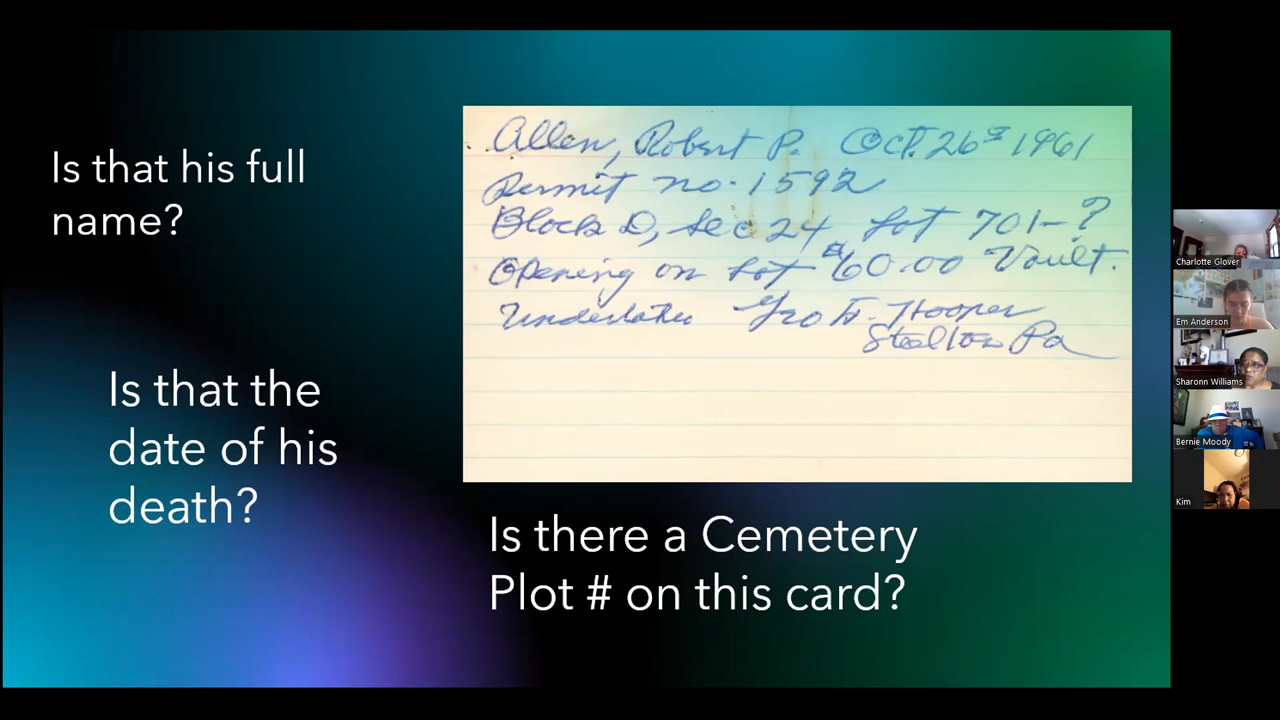 Is that his full
name?
Is that the
date of his
death?
Allen, Robert P. Oct. 26th 1961
Permit no. 1592
Block D, Sec 24, Lot 701-?
Opening on Lot $60.00 Vault.
Undertaker Geo Hooper
Steelton Pa
Is there a Cemetery
Plot # on this card?
Charlotte Glover
Em Anderson
Sharonn Williams
Bernie Moody
Kim